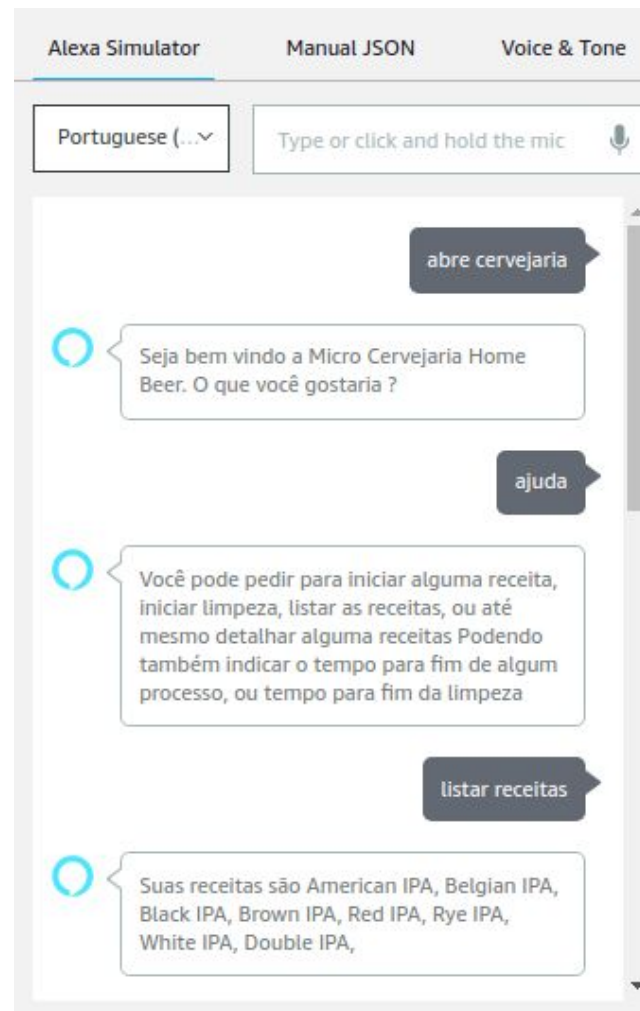 Alexa Simulator Manual JSON Voice & Tone
Portuguese (... Type or click and hold the mic
abre cervejaria
Seja bem vindo a Micro Cervejaria Home
Beer. O que você gostaria ?
ajuda
Você pode pedir para iniciar alguma receita,
iniciar limpeza, listar as receitas, ou até
mesmo detalhar alguma receitas Podendo
também indicar o tempo para fim de algum
processo, ou tempo para fim da limpeza
listar receitas
Suas receitas são American IPA, Belgian IPA,
Black IPA, Brown IPA, Red IPA, Rye IPA,
White IPA, Double IPA,